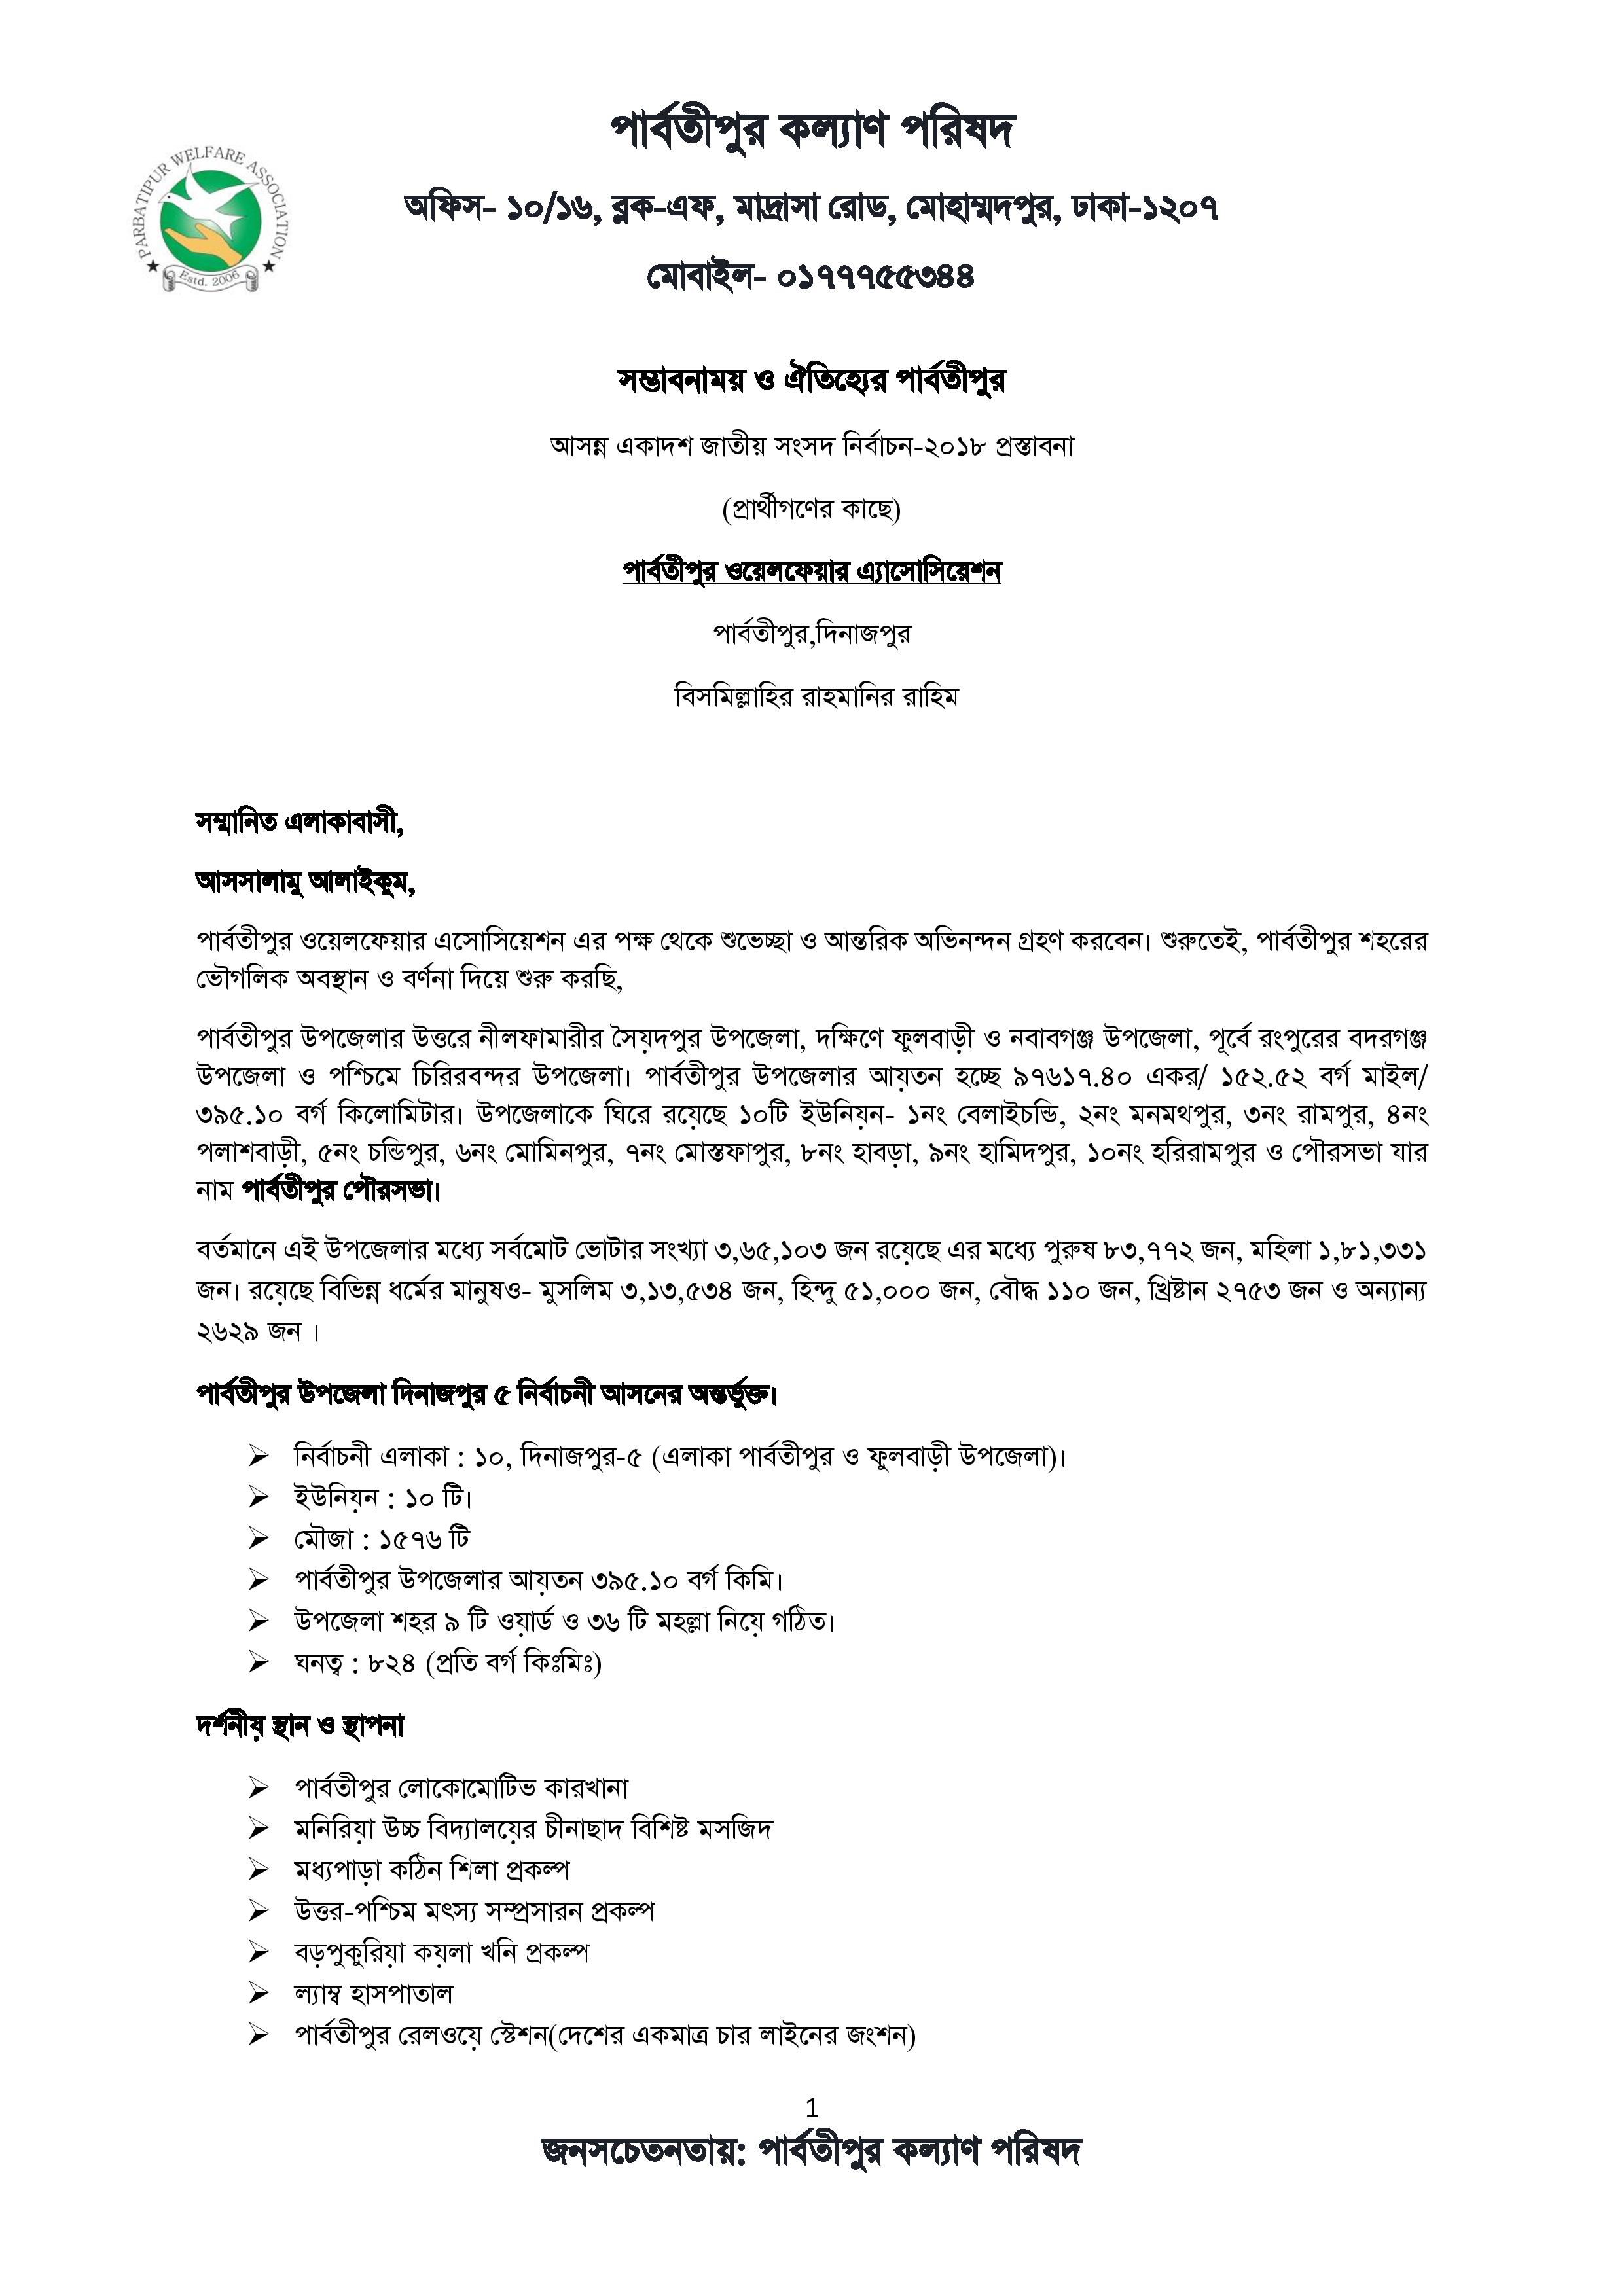 পার্বতীপুর কল্যাণ পরিষদ
PARBATIPUR WELFARE ASSOCIATION
Estd. 2006
অফিস- ১০/১৬, ব্লক-এফ, মাদ্রাসা রোড, মোহাম্মদপুর, ঢাকা-১২০৭
মোবাইল- ০১৭৭৭৫৫৩৪৪
সম্ভাবনাময় ও ঐতিহ্যের পার্বতীপুর
আসন্ন একাদশ জাতীয় সংসদ নির্বাচন-২০১৮ প্রস্তাবনা
(প্রার্থীগণের কাছে)
পার্বতীপুর ওয়েলফেয়ার এ্যাসোসিয়েশন
পার্বতীপুর,দিনাজপুর
বিসমিল্লাহির রাহমানির রাহিম
সম্মানিত এলাকাবাসী,
আসসালামু আলাইকুম,
পার্বতীপুর ওয়েলফেয়ার এসোসিয়েশন এর পক্ষ থেকে শুভেচ্ছা ও আন্তরিক অভিনন্দন গ্রহণ করবেন। শুরুতেই, পার্বতীপুর শহরের
ভৌগলিক অবস্থান ও বর্ণনা দিয়ে শুরু করছি,
পার্বতীপুর উপজেলার উত্তরে নীলফামারীর সৈয়দপুর উপজেলা, দক্ষিণে ফুলবাড়ী ও নবাবগঞ্জ উপজেলা, পূর্বে রংপুরের বদরগঞ্জ
উপজেলা ও পশ্চিমে চিরিরবন্দর উপজেলা। পার্বতীপুর উপজেলার আয়তন হচ্ছে ৯৭৬১৭.৪০ একর/ ১৫২.৫২ বর্গ মাইল/
৩৯৫.১০ বর্গ কিলোমিটার। উপজেলাকে ঘিরে রয়েছে ১০টি ইউনিয়ন- ১নং বেলাইচন্ডি, ২নং মনমথপুর, ৩নং রামপুর, ৪নং
পলাশবাড়ী, ৫নং চন্ডিপুর, ৬নং মোমিনপুর, ৭নং মোস্তফাপুর, ৮নং হাবড়া, ৯নং হামিদপুর, ১০নং হরিরামপুর ও পৌরসভা যার
নাম পার্বতীপুর পৌরসভা।
বর্তমানে এই উপজেলার মধ্যে সর্বমোট ভোটার সংখ্যা ৩,৬৫,১০৩ জন রয়েছে এর মধ্যে পুরুষ ৮৩,৭৭২ জন, মহিলা ১,৮১,৩৩১
জন। রয়েছে বিভিন্ন ধর্মের মানুষও- মুসলিম ৩,১৩,৫৩৪ জন, হিন্দু ৫১,০০০ জন, বৌদ্ধ ১১০ জন, খ্রিষ্টান ২৭৫৩ জন ও অন্যান্য
২৬২৯ জন ।
পার্বতীপুর উপজেলা দিনাজপুর ৫ নির্বাচনী আসনের অন্তর্ভুক্ত।
➢ নির্বাচনী এলাকা : ১০, দিনাজপুর-৫ (এলাকা পার্বতীপুর ও ফুলবাড়ী উপজেলা)।
➢ ইউনিয়ন : ১০ টি।
➢ মৌজা : ১৫৭৬ টি
➢ পার্বতীপুর উপজেলার আয়তন ৩৯৫.১০ বর্গ কিমি।
➢ উপজেলা শহর ৯ টি ওয়ার্ড ও ৩৬ টি মহল্লা নিয়ে গঠিত।
➢ ঘনত্ব : ৮২৪ (প্রতি বর্গ কিঃমিঃ)
দর্শনীয় স্থান ও স্থাপনা
➢ পার্বতীপুর লোকোমোটিভ কারখানা
➢ মনিরিয়া উচ্চ বিদ্যালয়ের চীনাছাদ বিশিষ্ট মসজিদ
➢ মধ্যপাড়া কঠিন শিলা প্রকল্প
➢ উত্তর-পশ্চিম মৎস্য সম্প্রসারন প্রকল্প
➢ বড়পুকুরিয়া কয়লা খনি প্রকল্প
➢ ল্যাম্ব হাসপাতাল
➢ পার্বতীপুর রেলওয়ে স্টেশন(দেশের একমাত্র চার লাইনের জংশন)
1
জনসচেতনতায়: পার্বতীপুর কল্যাণ পরিষদ